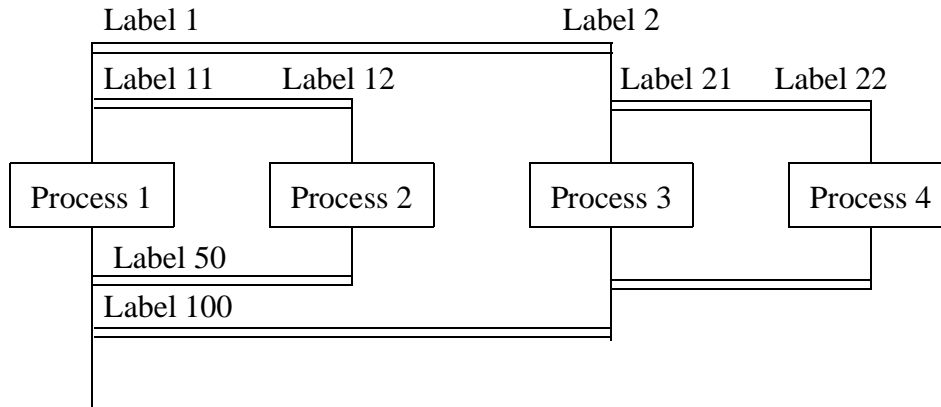 Label 1 Label 2
Label 11 Label 12 Label 21 Label 22
Process 1 Process 2 Process 3 Process 4
Label 50
Label 100